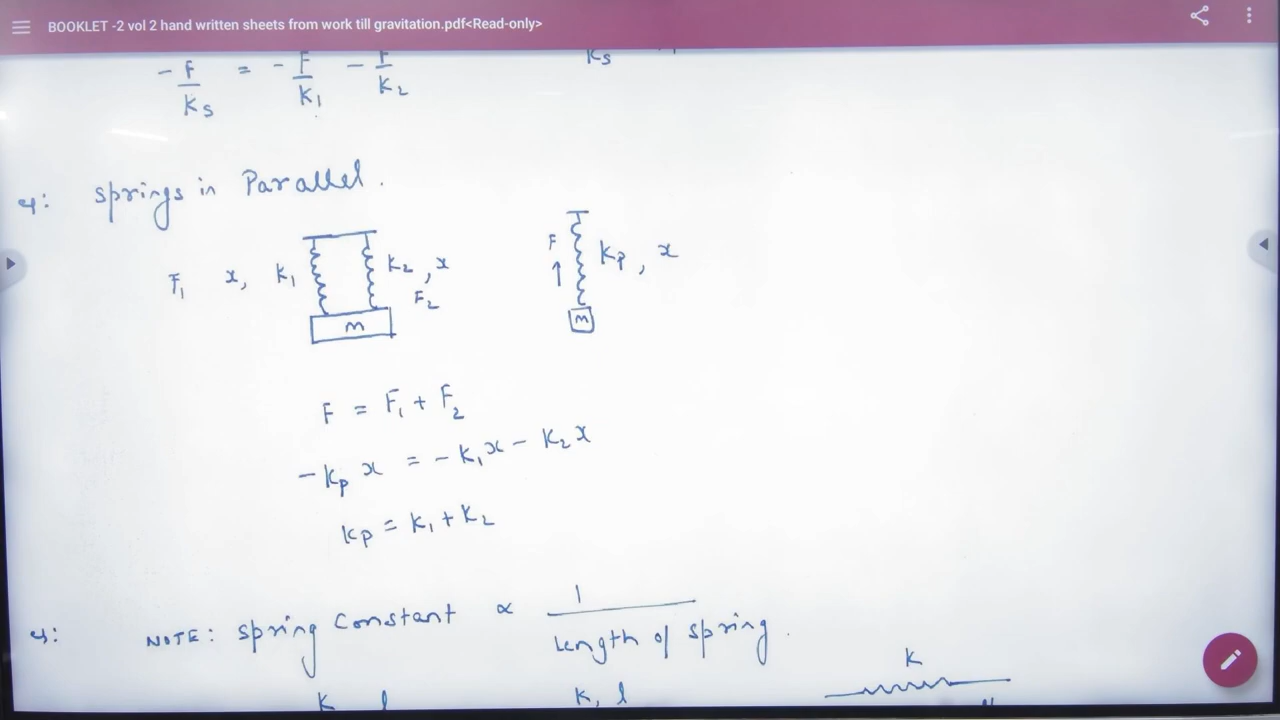 BOOKLET -2 vol 2 hand written sheets from work till gravitation.pdf<Read-only>
-F/Ks = -F/K1 - F/K2
Ks
4: springs in Parallel.
F1 x, K1 K2, x F2
m
F Kp, x
m
F = F1 + F2
-Kp x = -K1x - K2x
Kp = K1 + K2
4: NOTE: spring constant ∝ 1/Length of spring.
K
K l K, l